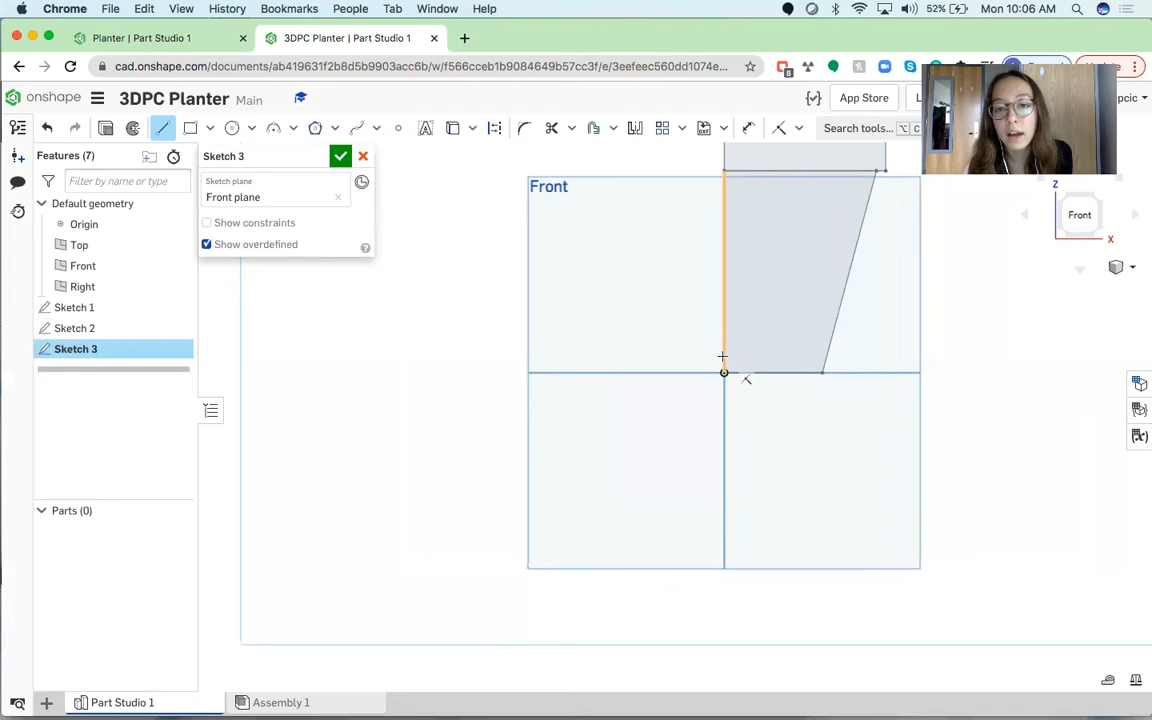 Chrome File Edit View History Bookmarks People Tab Window Help 52% Mon 10:06 AM
Planter | Part Studio 1 3DPC Planter | Part Studio 1
cad.onshape.com/documents/ab419631f2b8d5b9903acc6b/w/f566cceb1b9084649b57cc3f/e/3eefeec560dd1074e...
8
onshape 3DPC Planter Main App Store
Search tools...
Features (7)
Filter by name or type
Default geometry
Origin
Top
Front
Right
Sketch 1
Sketch 2
Sketch 3
Parts (0)
Sketch 3
Sketch plane
Front plane
Show constraints
Show overdefined
Front
Z
Front
X
Part Studio 1 Assembly 1